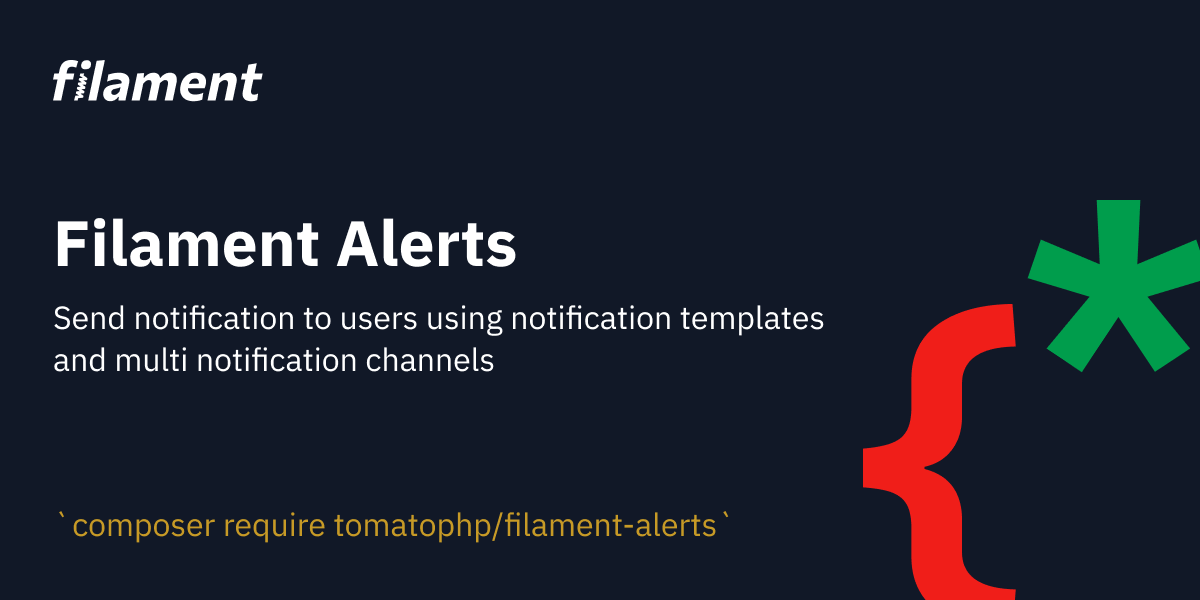 filament
Filament Alerts
Send notification to users using notification templates
and multi notification channels
`composer require tomatophp/filament-alerts`
{*